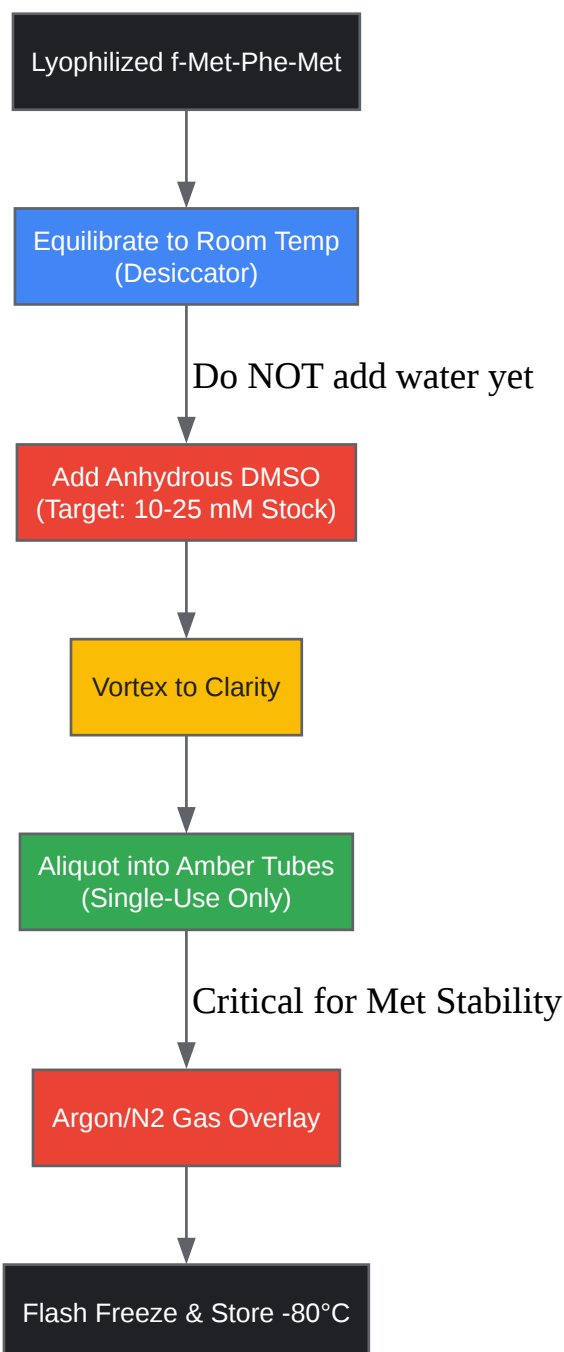 Lyophilized f-Met-Phe-Met
Equilibrate to Room Temp
(Desiccator)
Do NOT add water yet
Add Anhydrous DMSO
(Target: 10-25 mM Stock)
Vortex to Clarity
Aliquot into Amber Tubes
(Single-Use Only)
Critical for Met Stability
Argon/N2 Gas Overlay
Flash Freeze & Store -80°C